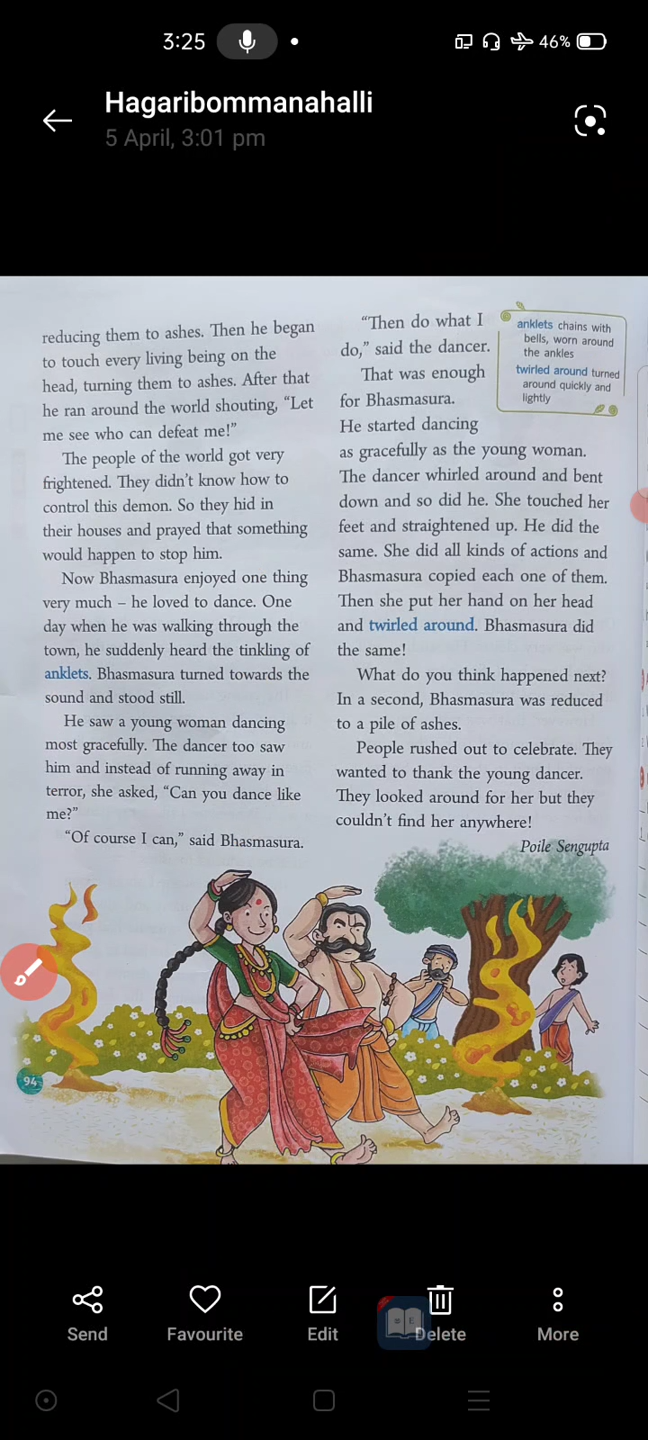 3:25
46%
Hagaribommanahalli
5 April, 3:01 pm
reducing them to ashes. Then he began
to touch every living being on the
head, turning them to ashes. After that
he ran around the world shouting, “Let
me see who can defeat me!”
The people of the world got very
frightened. They didn’t know how to
control this demon. So they hid in
their houses and prayed that something
would happen to stop him.
Now Bhasmasura enjoyed one thing
very much – he loved to dance. One
day when he was walking through the
town, he suddenly heard the tinkling of
anklets. Bhasmasura turned towards the
sound and stood still.
He saw a young woman dancing
most gracefully. The dancer too saw
him and instead of running away in
terror, she asked, “Can you dance like
me?”
“Of course I can,” said Bhasmasura.
“Then do what I
do,” said the dancer.
That was enough
for Bhasmasura.
He started dancing
as gracefully as the young woman.
The dancer whirled around and bent
down and so did he. She touched her
feet and straightened up. He did the
same. She did all kinds of actions and
Bhasmasura copied each one of them.
Then she put her hand on her head
and twirled around. Bhasmasura did
the same!
What do you think happened next?
In a second, Bhasmasura was reduced
to a pile of ashes.
People rushed out to celebrate. They
wanted to thank the young dancer.
They looked around for her but they
couldn’t find her anywhere!
Poile Sengupta
anklets chains with
bells, worn around
the ankles
twirled around turned
around quickly and
lightly
94
Send
Favourite
Edit
Delete
More